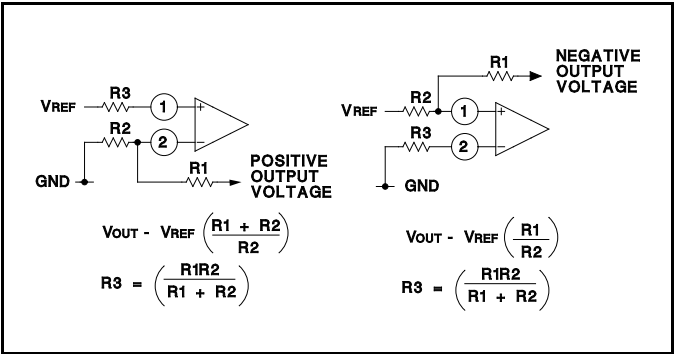 R3
VREF
1
+
R2
2
−
R1
GND
POSITIVE
OUTPUT
VOLTAGE
VOUT - VREF (R1 + R2 / R2)
R3 = (R1R2 / R1 + R2)
R1
NEGATIVE
OUTPUT
VOLTAGE
R2
VREF
1
+
R3
2
−
GND
VOUT - VREF (R1 / R2)
R3 = (R1R2 / R1 + R2)